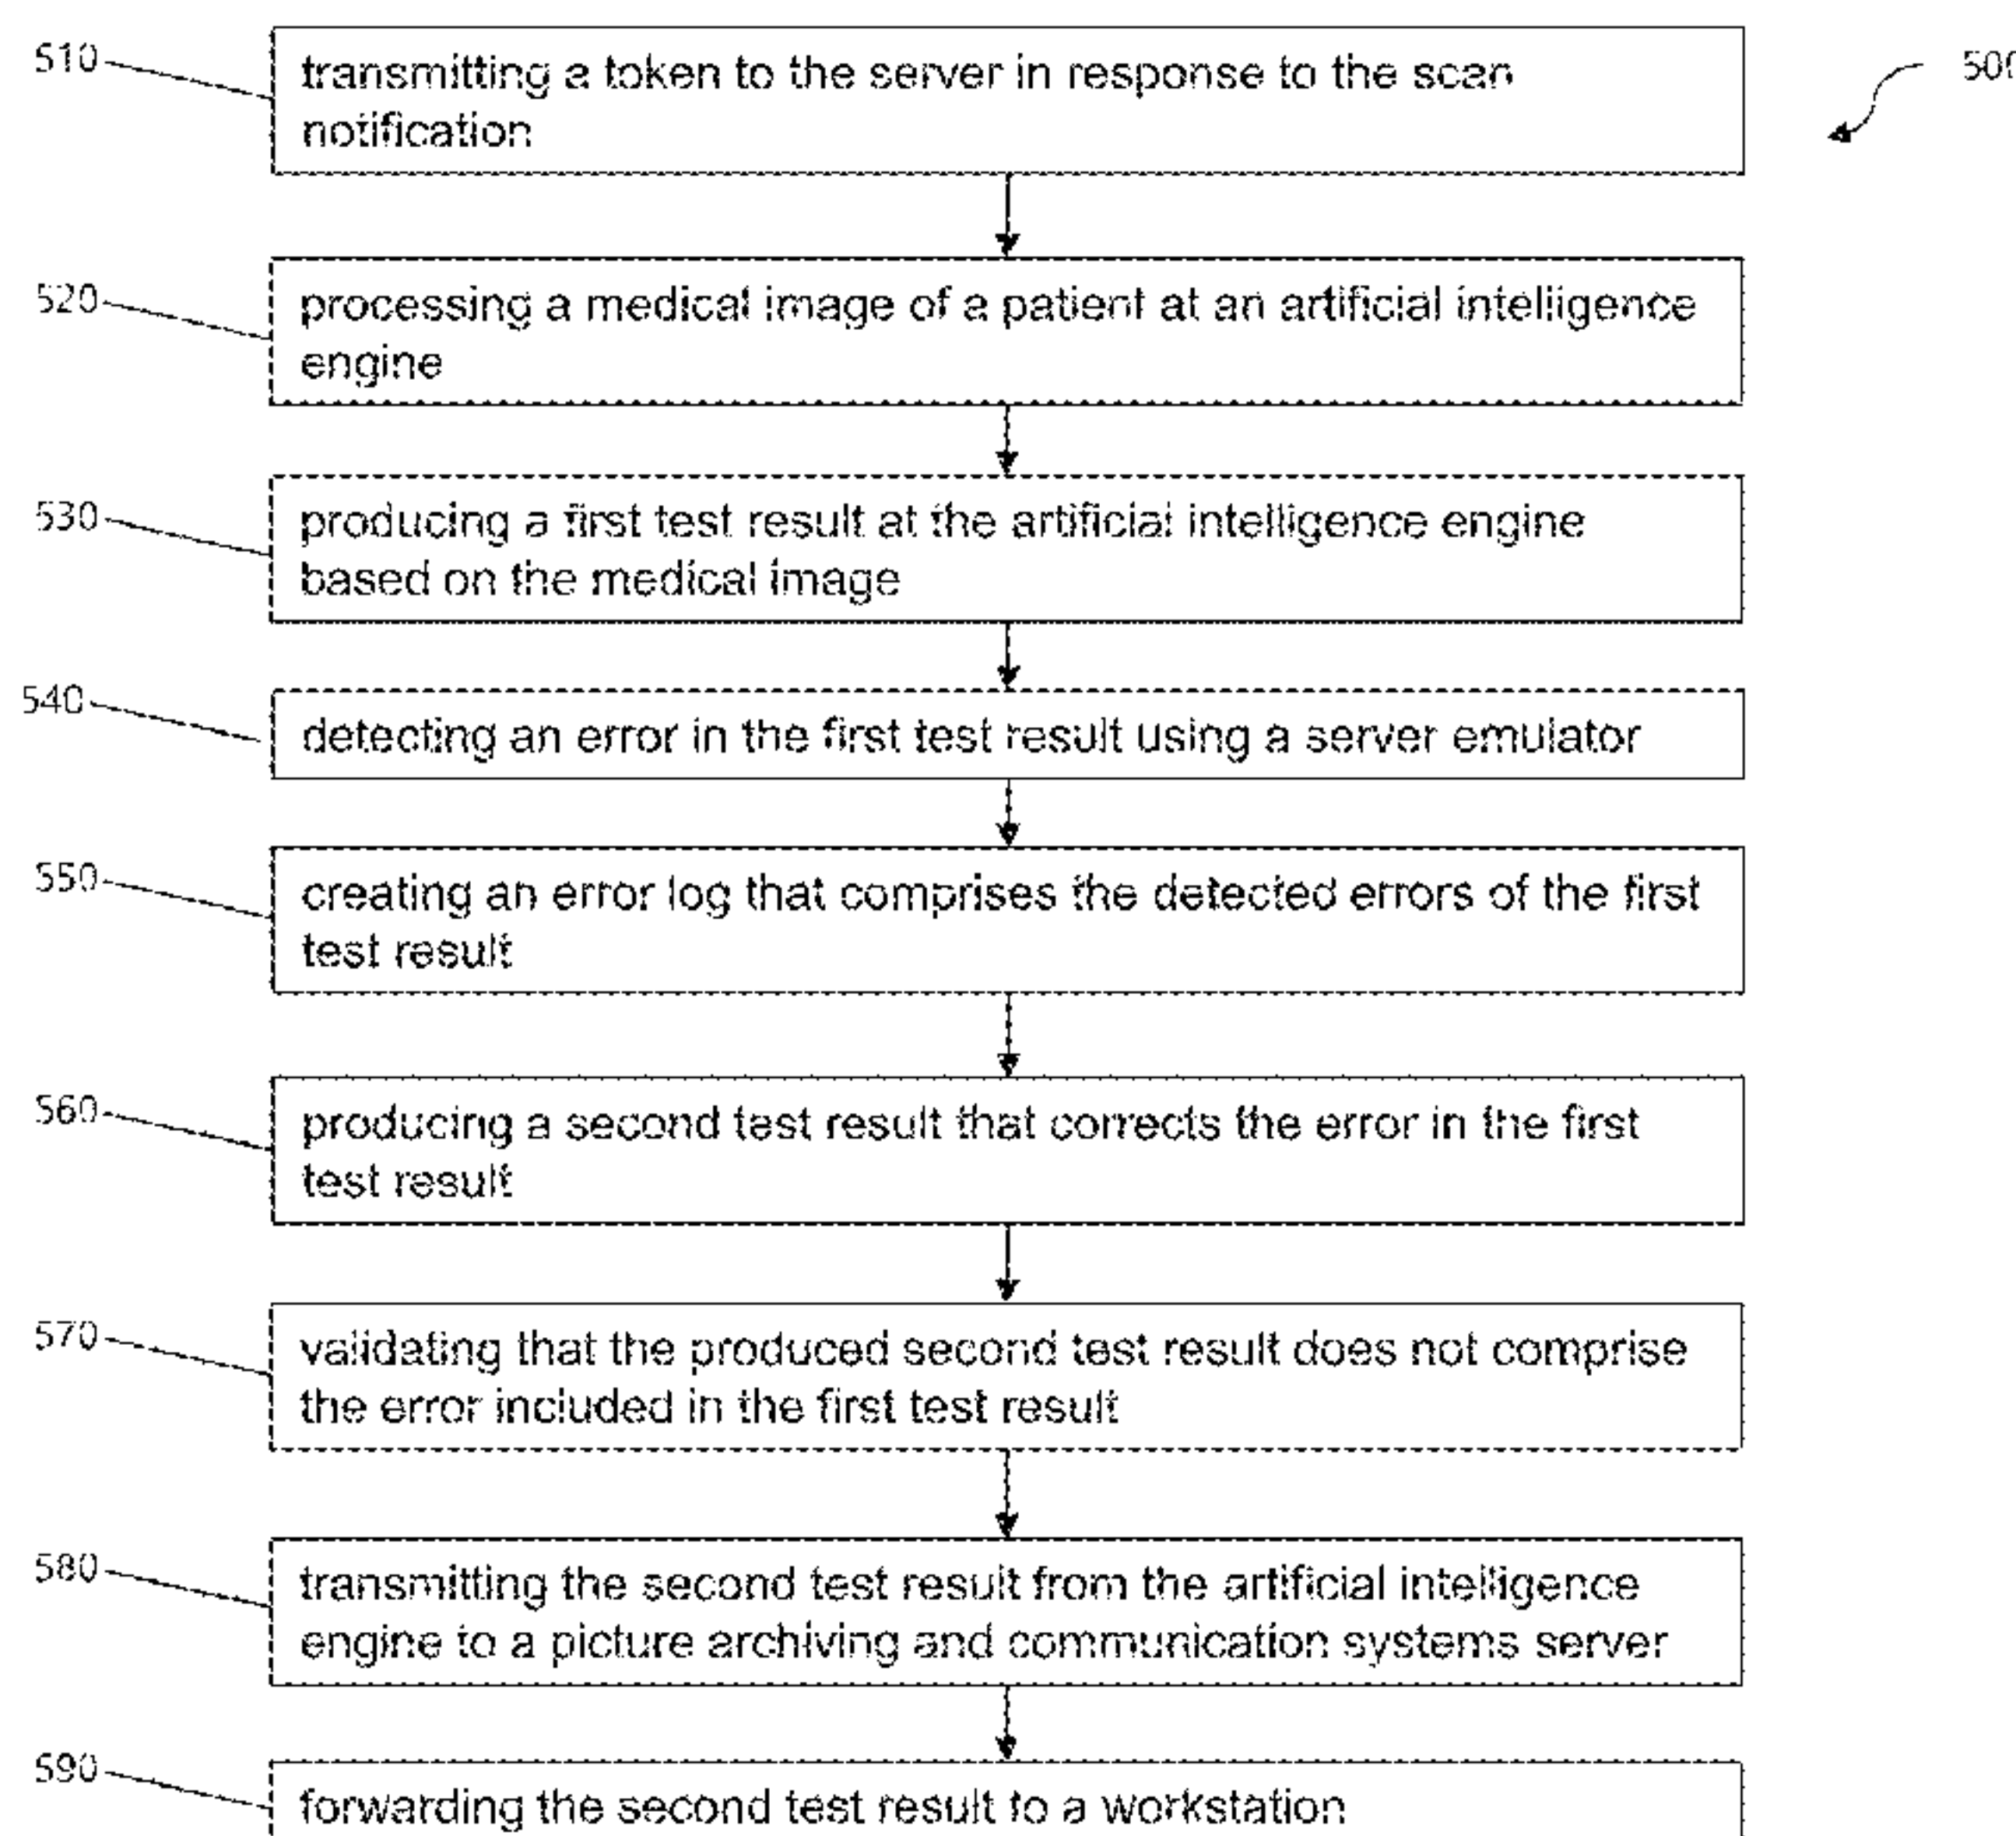 510
transmitting a token to the server in response to the scan
notification
500
520
processing a medical image of a patient at an artificial intelligence
engine
530
producing a first test result at the artificial intelligence engine
based on the medical image
540
detecting an error in the first test result using a server emulator
550
creating an error log that comprises the detected errors of the first
test result
560
producing a second test result that corrects the error in the first
test result
570
validating that the produced second test result does not comprise
the error included in the first test result
580
transmitting the second test result from the artificial intelligence
engine to a picture archiving and communication systems server
590
forwarding the second test result to a workstation